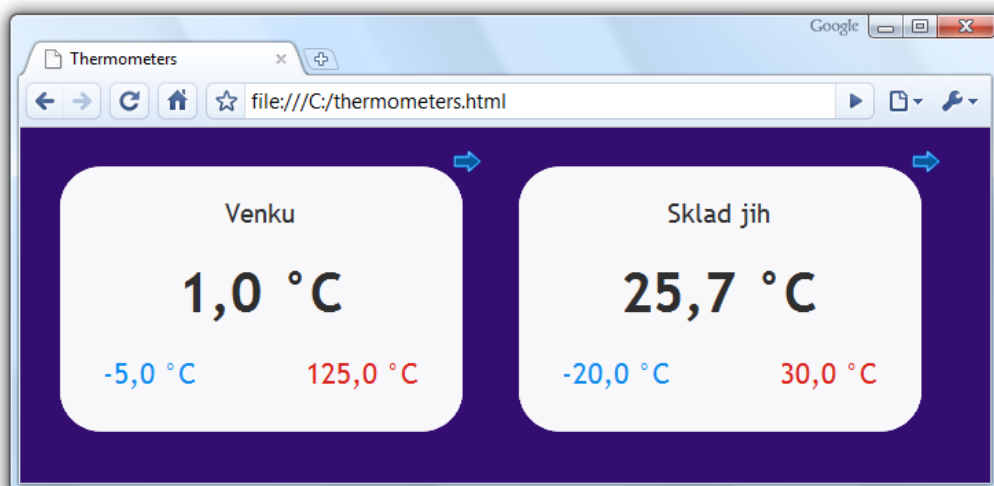 Google
Thermometers
file:///C:/thermometers.html
Venku
1,0 °C
-5,0 °C 125,0 °C
Sklad jih
25,7 °C
-20,0 °C 30,0 °C